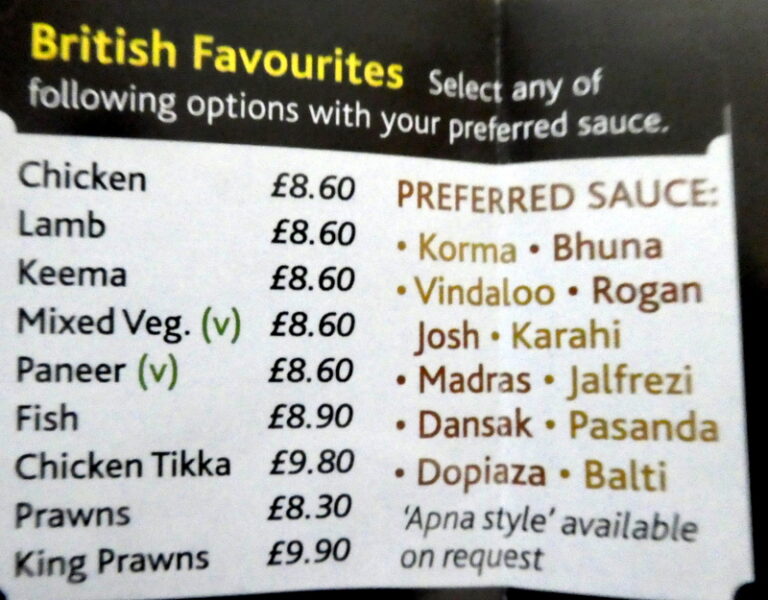 British Favourites Select any of
following options with your preferred sauce.
Chicken £8.60
Lamb £8.60
Keema £8.60
Mixed Veg. (v) £8.60
Paneer (v) £8.60
Fish £8.90
Chicken Tikka £9.80
Prawns £8.30
King Prawns £9.90
PREFERRED SAUCE:
• Korma • Bhuna
• Vindaloo • Rogan
Josh • Karahi
• Madras • Jalfrezi
• Dansak • Pasanda
• Dopiaza • Balti
'Apna style' available
on request